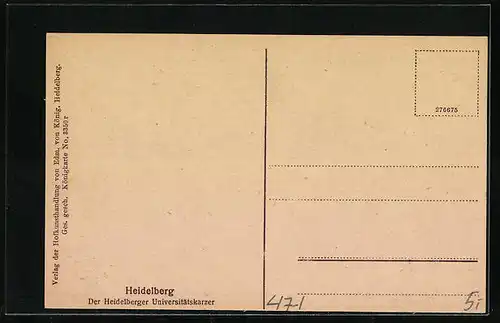 Verlag der Hofkunsthandlung von Edm. von König, Heidelberg.
Ges. gesch. Königkarte No. 3350 r
276675
Heidelberg
Der Heidelberger Universitätskarzer
471
5,-